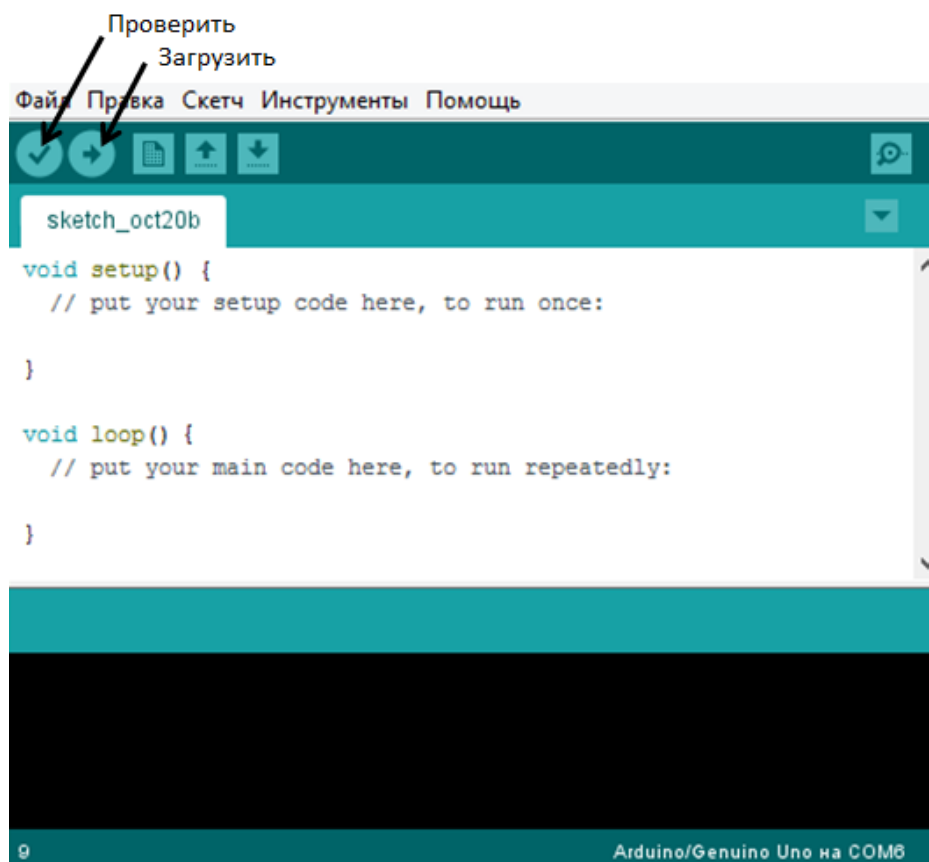 Проверить
Загрузить
Файл Правка Скетч Инструменты Помощь
sketch_oct20b
void setup() {
  // put your setup code here, to run once:
}
void loop() {
  // put your main code here, to run repeatedly:
}
9 Arduino/Genuino Uno на COM6